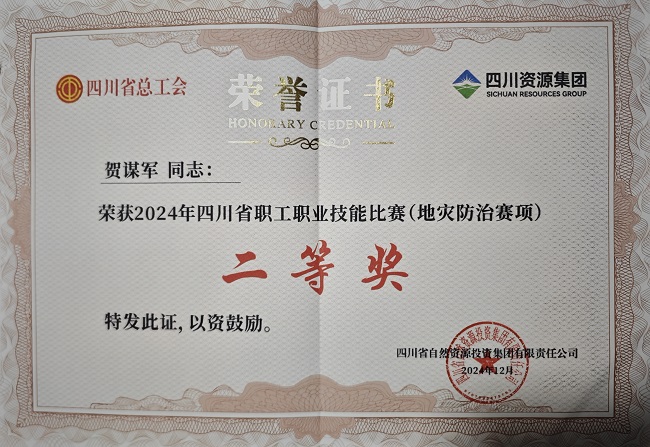 四川省总工会
荣誉证书
HONORARY CREDENTIAL
四川资源集团
SICHUAN RESOURCES GROUP
贺谋军 同志：
荣获2024年四川省职工职业技能比赛（地灾防治赛项）
二等奖
特发此证，以资鼓励。
四川省自然资源投资集团有限责任公司
2024年12月